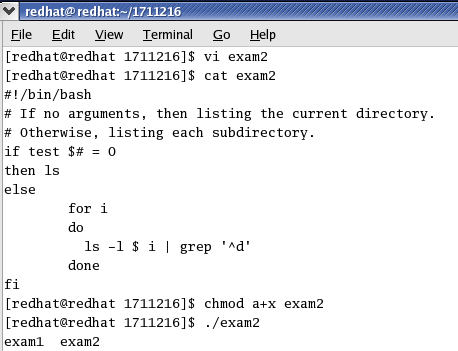 redhat@redhat:~/1711216
File Edit View Terminal Go Help
[redhat@redhat 1711216]$ vi exam2
[redhat@redhat 1711216]$ cat exam2
#!/bin/bash
# If no arguments, then listing the current directory.
# Otherwise, listing each subdirectory.
if test $# = 0
then ls
else
        for i
        do
          ls -l $ i | grep '^d'
        done
fi
[redhat@redhat 1711216]$ chmod a+x exam2
[redhat@redhat 1711216]$ ./exam2
exam1  exam2